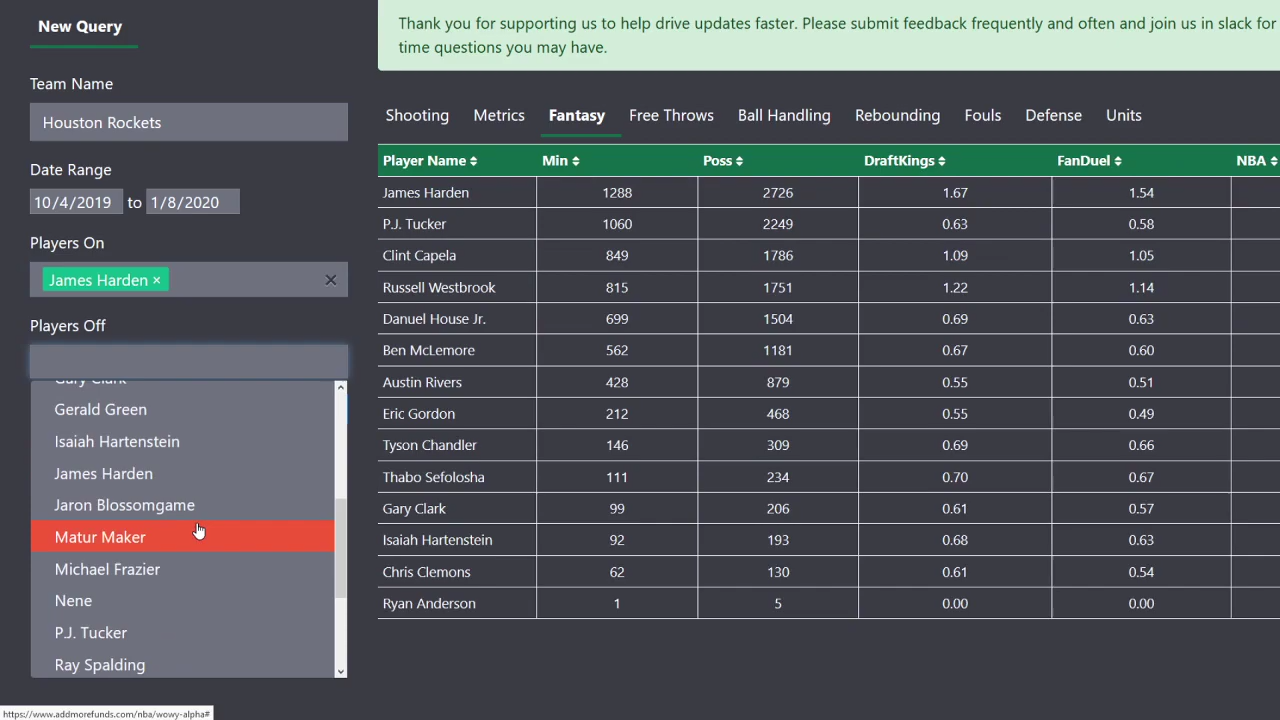 New Query
Thank you for supporting us to help drive updates faster. Please submit feedback frequently and often and join us in slack for
time questions you may have.
Team Name
Houston Rockets
Date Range
10/4/2019 to 1/8/2020
Players On
James Harden ×
Players Off
Gary Clark
Gerald Green
Isaiah Hartenstein
James Harden
Jaron Blossomgame
Matur Maker
Michael Frazier
Nene
P.J. Tucker
Ray Spalding
Shooting Metrics Fantasy Free Throws Ball Handling Rebounding Fouls Defense Units
Player Name Min Poss DraftKings FanDuel NBA
James Harden 1288 2726 1.67 1.54
P.J. Tucker 1060 2249 0.63 0.58
Clint Capela 849 1786 1.09 1.05
Russell Westbrook 815 1751 1.22 1.14
Danuel House Jr. 699 1504 0.69 0.63
Ben McLemore 562 1181 0.67 0.60
Austin Rivers 428 879 0.55 0.51
Eric Gordon 212 468 0.55 0.49
Tyson Chandler 146 309 0.69 0.66
Thabo Sefolosha 111 234 0.70 0.67
Gary Clark 99 206 0.61 0.57
Isaiah Hartenstein 92 193 0.68 0.63
Chris Clemons 62 130 0.61 0.54
Ryan Anderson 1 5 0.00 0.00
https://www.addmorefunds.com/nba/wowy-alpha#